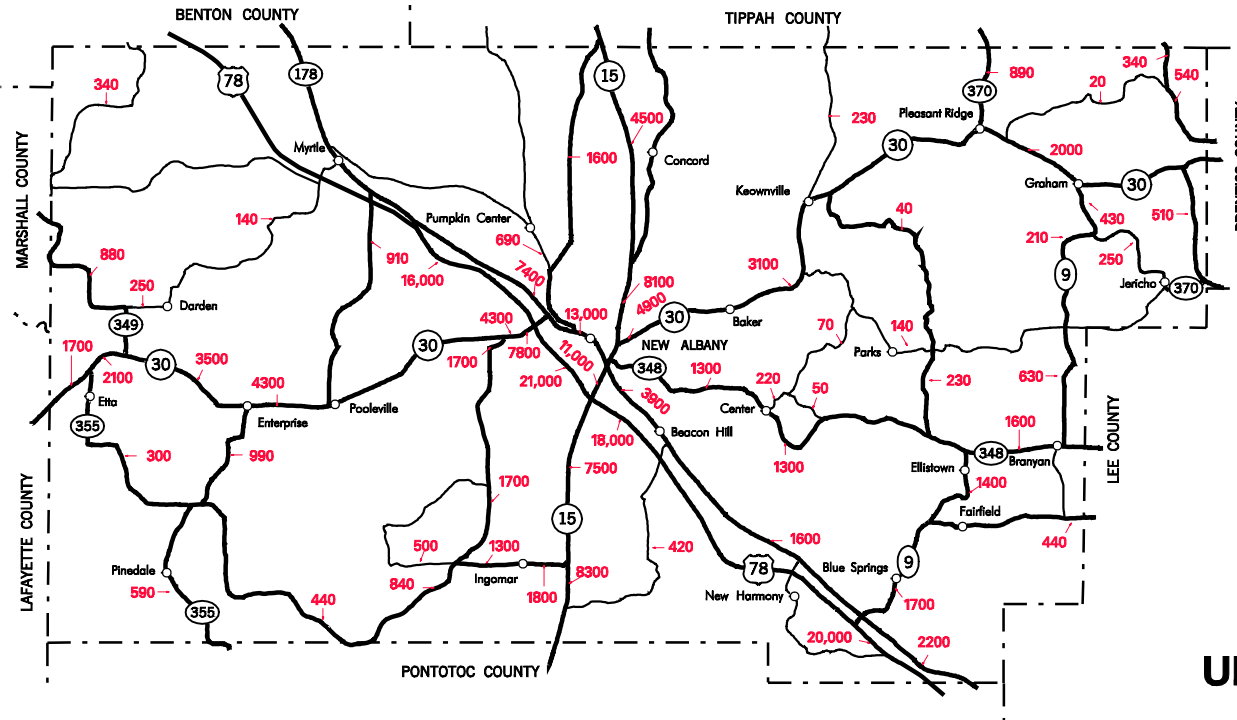 BENTON COUNTY
TIPPAH COUNTY
78
178
15
340
890
340
20
540
370
Pleasant Ridge
4500
230
MARSHALL COUNTY
Myrtle
1600
Concord
30
2000
Graham
30
Keownville
140
Pumpkin Center
40
430
510
690
210
250
880
910
16,000
7400
3100
9
Jericho
370
250
Darden
8100
4900
349
4300
13,000
30
Baker
70
140
1700
30
3500
30
7800
11,000
NEW ALBANY
Parks
2100
1700
348
1300
4300
21,000
220
50
230
630
Etta
Enterprise
Pooleville
3900
Center
355
18,000
Beacon Hill
1600
LEE COUNTY
300
990
7500
1300
348
Branyan
Ellistown
1400
LAFAYETTE COUNTY
1700
15
Fairfield
500
1300
420
1600
440
Pinedale
Ingomar
8300
78
Blue Springs
9
590
840
1800
New Harmony
1700
355
440
20,000
2200
PONTOTOC COUNTY